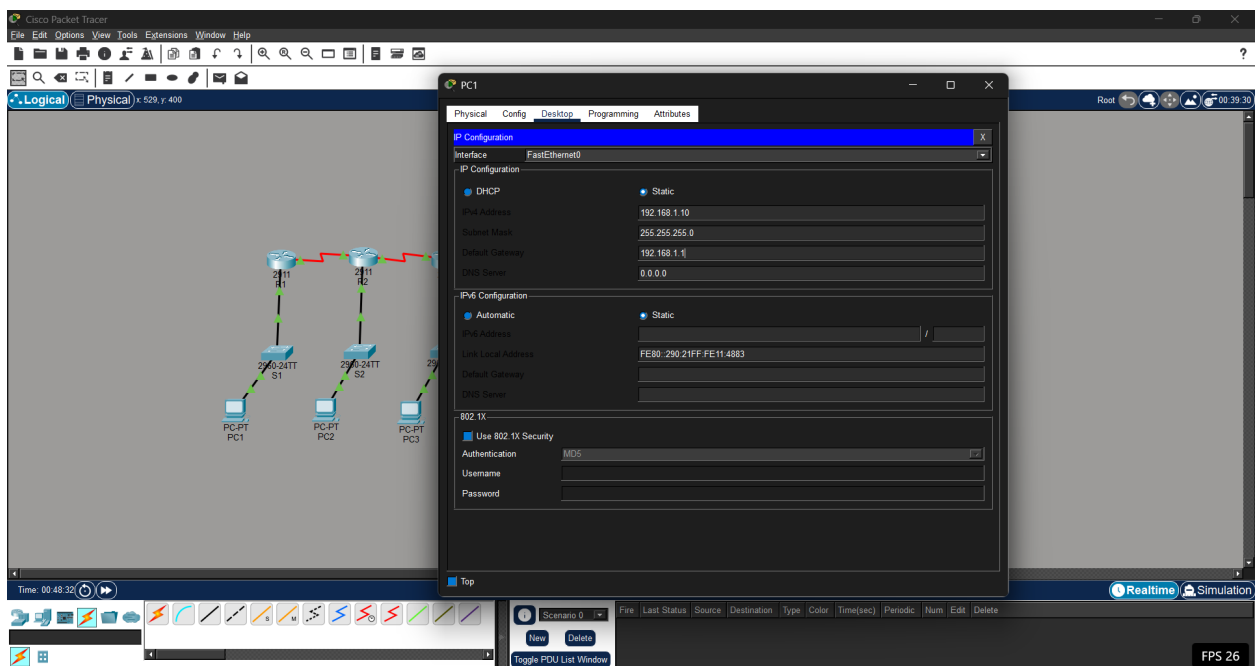 Cisco Packet Tracer
File Edit Options View Tools Extensions Window Help
?
Logical Physical x: 529, y: 400
Root 00:39:30
PC1
Physical Config Desktop Programming Attributes
IP Configuration X
Interface FastEthernet0
IP Configuration
DHCP Static
IPv4 Address 192.168.1.10
Subnet Mask 255.255.255.0
Default Gateway 192.168.1.1
DNS Server 0.0.0.0
IPv6 Configuration
Automatic Static
IPv6 Address /
Link Local Address FE80::290:21FF:FE11:4883
Default Gateway
DNS Server
802.1X
Use 802.1X Security
Authentication MD5
Username
Password
Top
2911
R1
2911
R2
2960-24TT
S1
2960-24TT
S2
29
PC-PT
PC1
PC-PT
PC2
PC-PT
PC3
Time: 00:48:32
Realtime Simulation
Scenario 0
New Delete
Toggle PDU List Window
Fire Last Status Source Destination Type Color Time(sec) Periodic Num Edit Delete
FPS 26